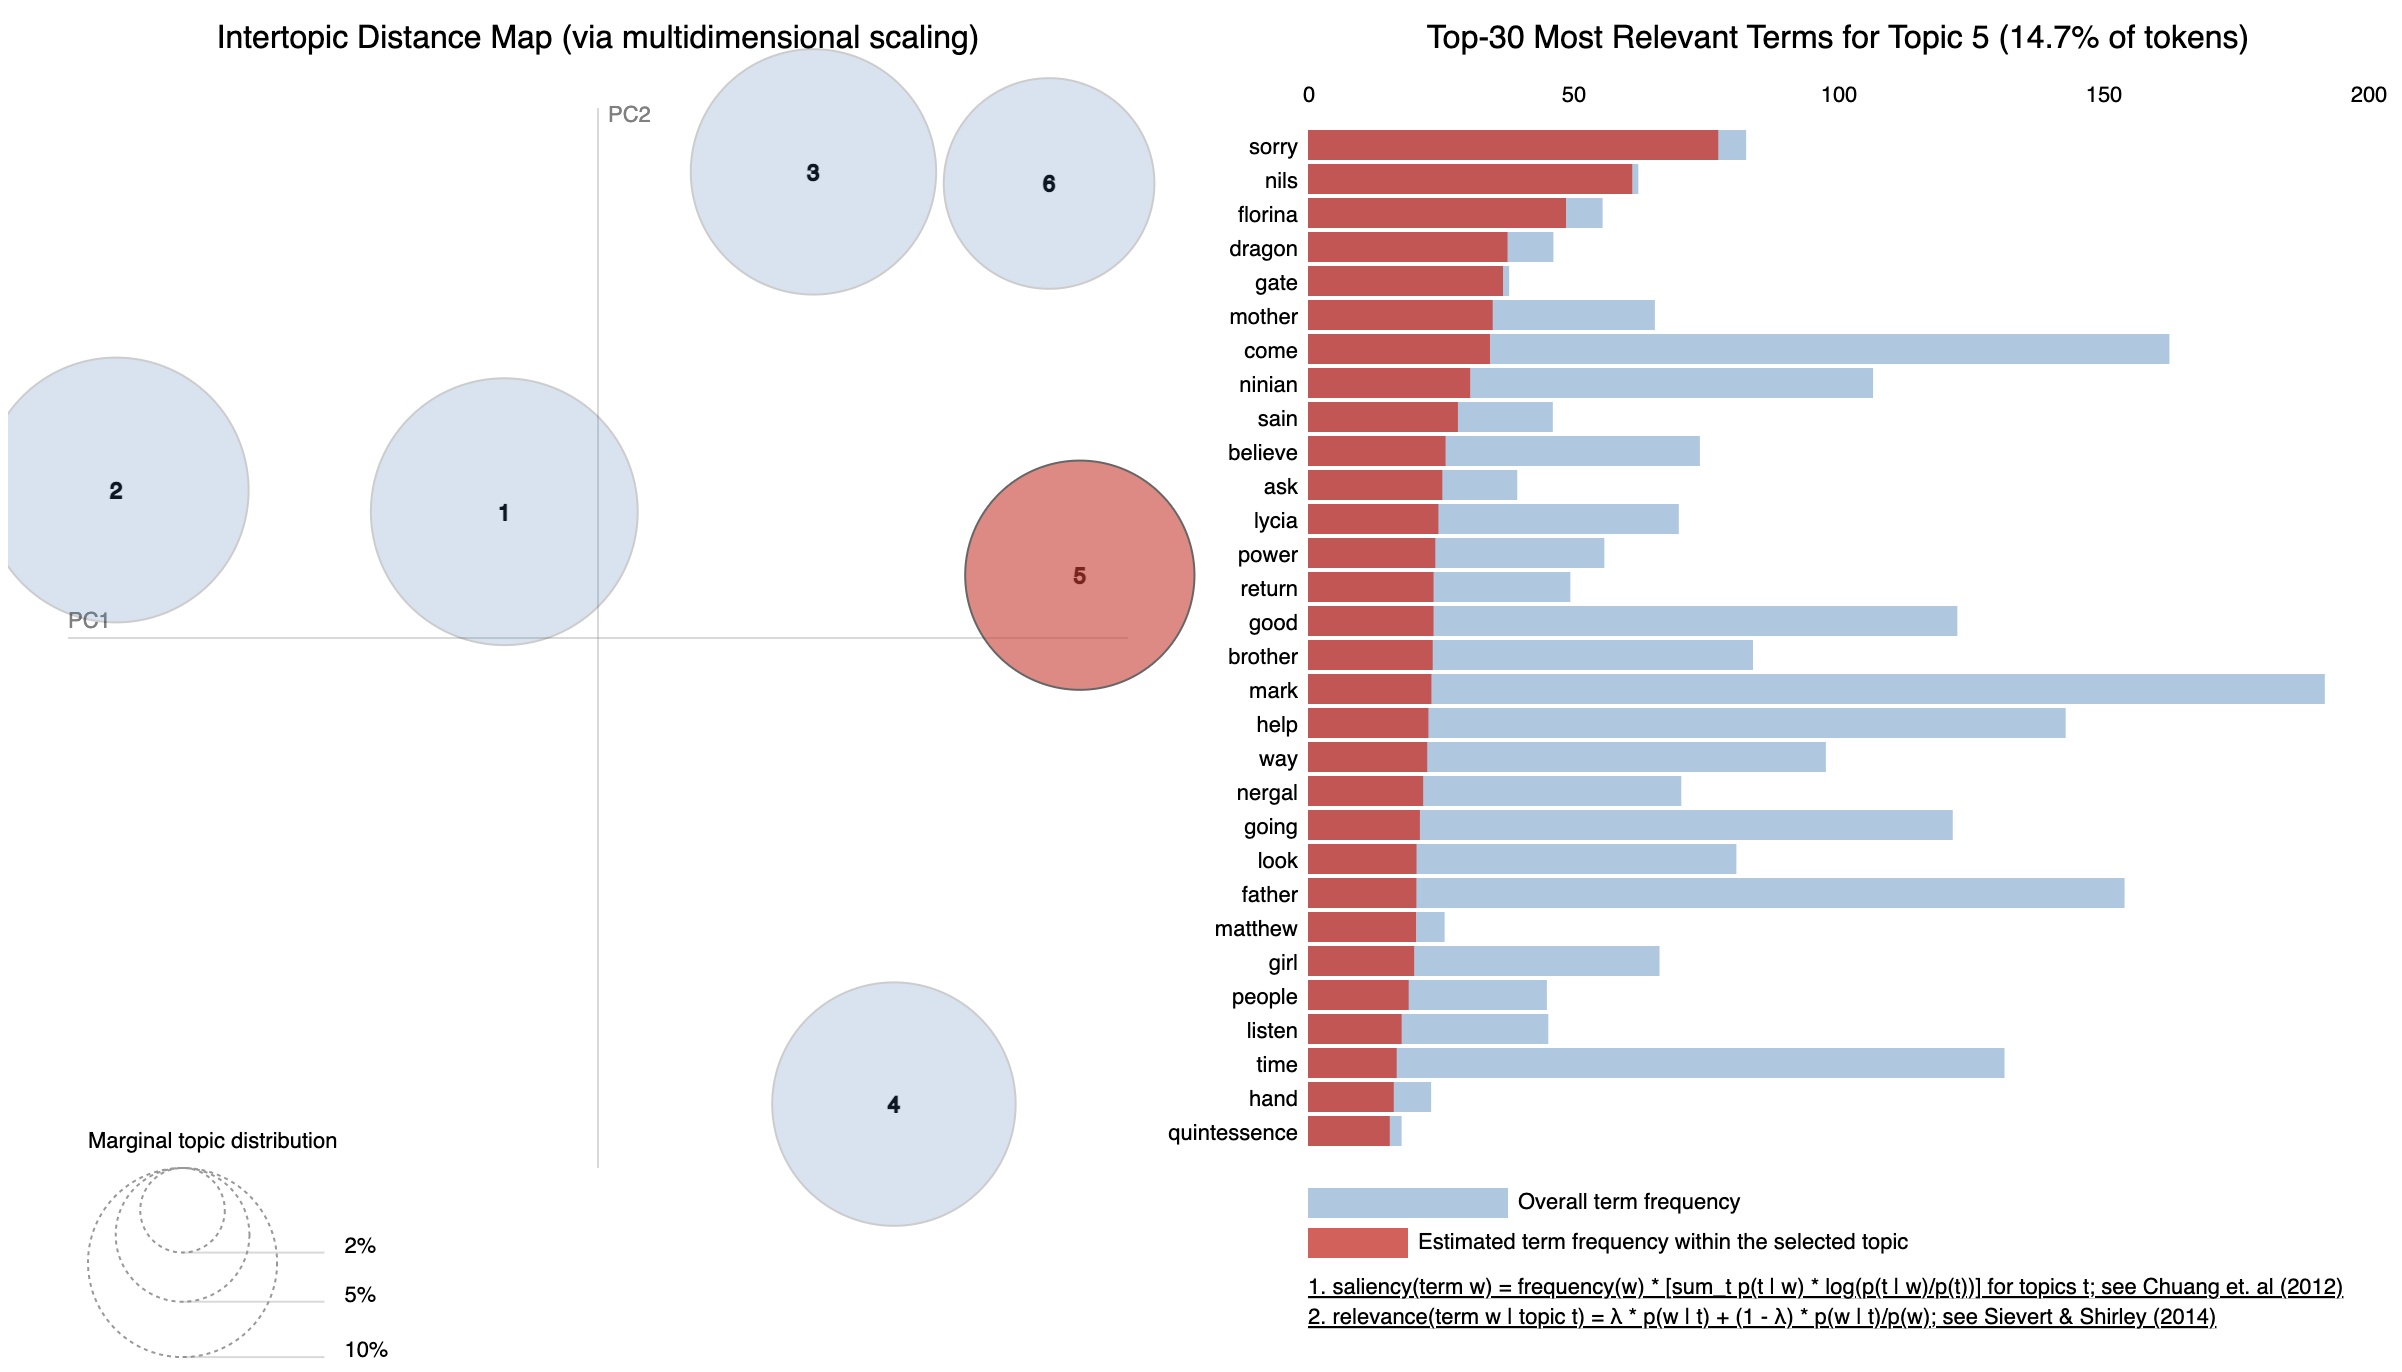 Intertopic Distance Map (via multidimensional scaling)
PC2
3
6
2
1
5
PC1
4
Marginal topic distribution
2%
5%
10%
Top-30 Most Relevant Terms for Topic 5 (14.7% of tokens)
0 50 100 150 200
sorry
nils
florina
dragon
gate
mother
come
ninian
sain
believe
ask
lycia
power
return
good
brother
mark
help
way
nergal
going
look
father
matthew
girl
people
listen
time
hand
quintessence
Overall term frequency
Estimated term frequency within the selected topic
1. saliency(term w) = frequency(w) * [sum_t p(t | w) * log(p(t | w)/p(t))] for topics t; see Chuang et. al (2012)
2. relevance(term w | topic t) = λ * p(w | t) + (1 - λ) * p(w | t)/p(w); see Sievert & Shirley (2014)